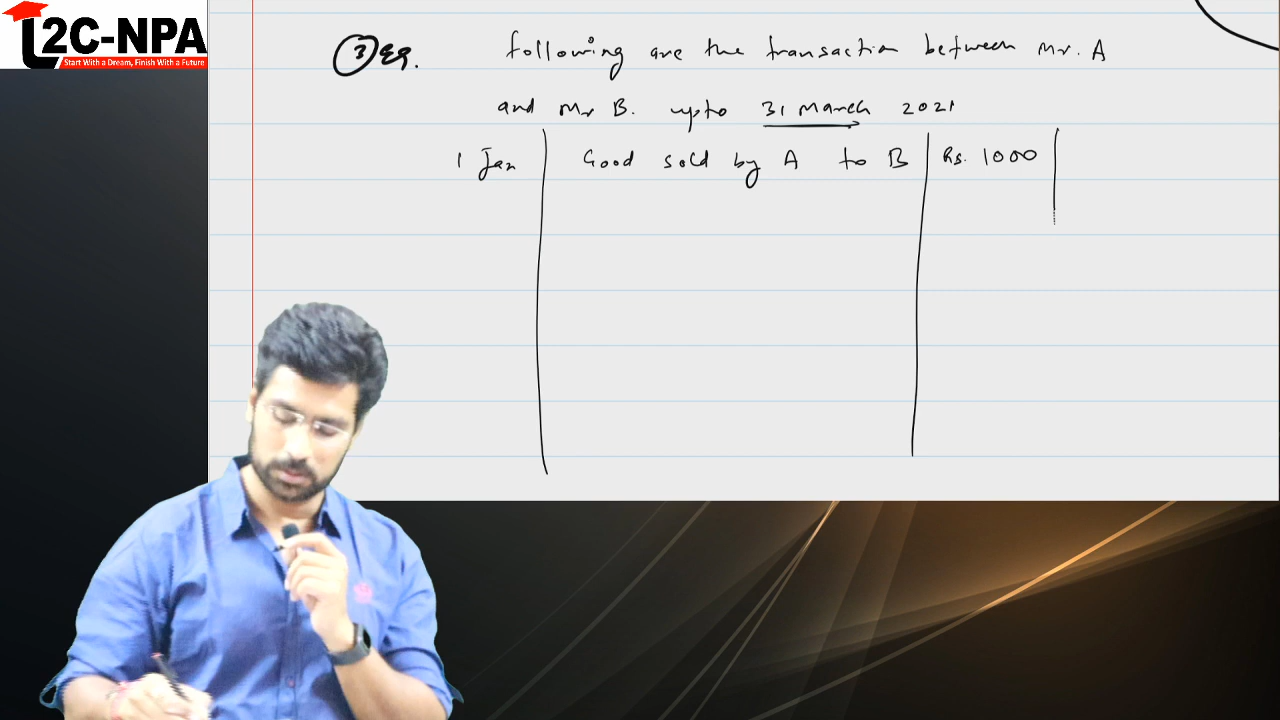 L2C-NPA
Start With a Dream, Finish With a Future
3 eg. Following are the transaction between Mr. A
and Mr B. upto 31 March 2021
1 Jan Good sold by A to B Rs. 1000